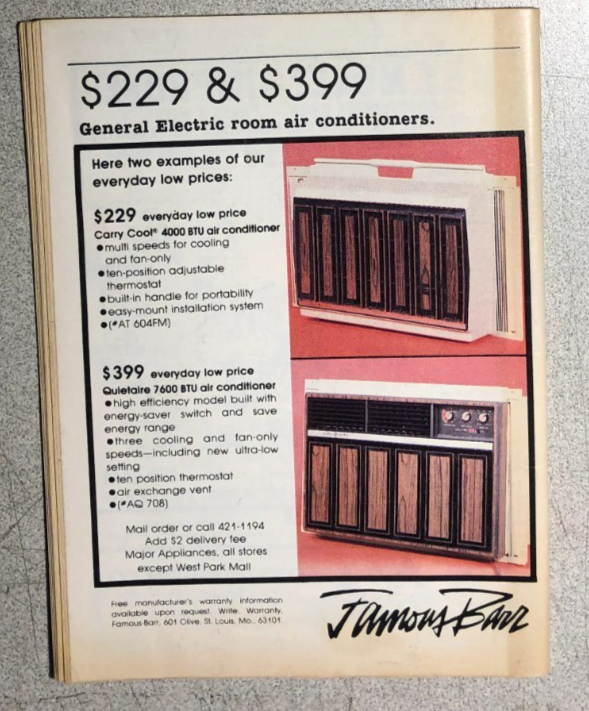 $229 & $399
General Electric room air conditioners.
Here two examples of our
everyday low prices:
$229 everyday low price
Carry Cool® 4000 BTU air conditioner
●multi speeds for cooling
and fan-only
●ten-position adjustable
thermostat
●built-in handle for portability
●easy-mount installation system
●(#AT 604FM)
$399 everyday low price
Quietaire 7600 BTU air conditioner
●high efficiency model built with
energy-saver switch and save
energy range
●three cooling and fan-only
speeds—including new ultra-low
setting
●ten position thermostat
●air exchange vent
●(#AQ 708)
Mail order or call 421-1194
Add $2 delivery fee
Major Appliances, all stores
except West Park Mall
Free manufacturer's warranty information
available upon request. Write: Warranty,
Famous-Barr, 601 Olive, St. Louis, Mo., 63101
Famous Barr